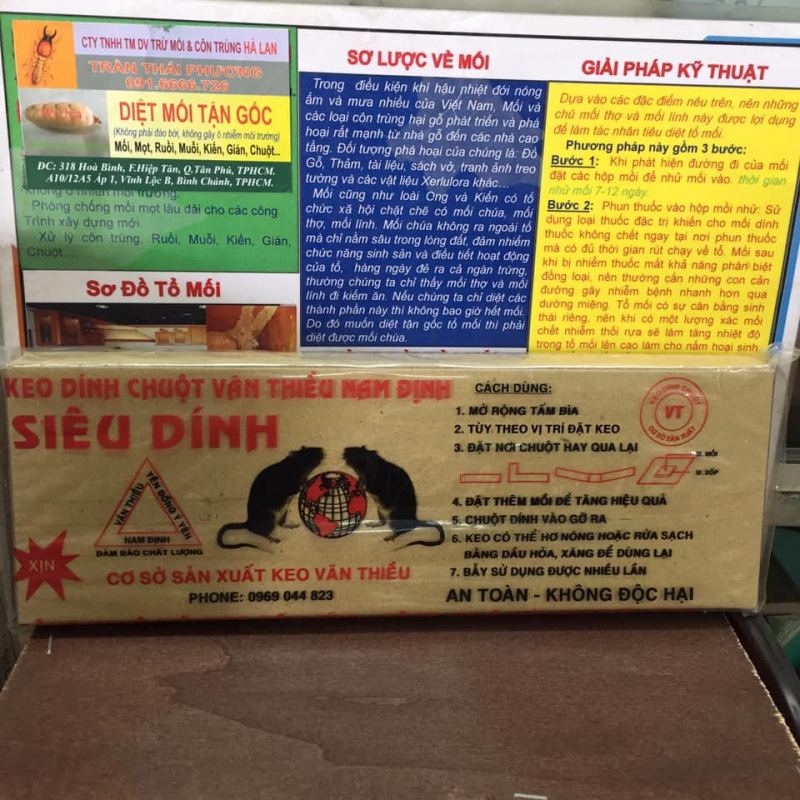 CTY TNHH TM DV TRỪ MỐI & CÔN TRÙNG HÀ LAN
TRẦN THÁI PHƯƠNG
091.6666.726
Mối chúa
DIỆT MỐI TẬN GỐC
(Không phải đào bới, không gây ô nhiễm môi trường)
Mối, Mọt, Ruồi, Muỗi, Kiến, Gián, Chuột...
ĐC: 318 Hoà Bình, F.Hiệp Tân, Q.Tân Phú, TPHCM.
A10/12A5 Ấp 1, Vĩnh Lộc B, Bình Chánh, TPHCM.
không ô nhiễm môi trường.
* Phòng chống mối mọt lâu dài cho các công
Trình xây dựng mới.
* Xử lý côn trùng, Ruồi, Muỗi, Kiến, Gián,
Chuột...
Sơ Đồ Tổ Mối
SƠ LƯỢC VỀ MỐI
Trong điều kiện khí hậu nhiệt đới nóng
ẩm và mưa nhiều của Việt Nam, Mối và
các loại côn trùng hại gỗ phát triển và phá
hoại rất mạnh từ nhà gỗ đến các nhà cao
tầng. Đối tượng phá hoại của chúng là: Đồ
Gỗ, Thảm, tài liệu, sách vở, tranh ảnh treo
tường và các vật liệu Xerlulora khác...
Mối cũng như loài Ong và Kiến có tổ
chức xã hội chặt chẽ có mối chúa, mối
thợ, mối lính. Mối chúa không ra ngoài tổ
mà chỉ nằm sâu trong lòng đất, đảm nhiệm
chức năng sinh sản và điều tiết hoạt động
của tổ, hàng ngày đẻ ra cả ngàn trứng,
thường chúng ta chỉ thấy mối thợ và mối
lính đi kiếm ăn. Nếu chúng ta chỉ diệt các
thành phần này thì không bao giờ hết mối.
Do đó muốn diệt tận gốc tổ mối thì phải
diệt được mối chúa.
GIẢI PHÁP KỸ THUẬT
Dựa vào các đặc điểm nêu trên, nên những
chú mối thợ và mối lính này được lợi dụng
để làm tác nhân tiêu diệt tổ mối.
Phương pháp này gồm 3 bước:
Bước 1: Khi phát hiện đường đi của mối
đặt các hộp mồi để nhử mối vào. thời gian
nhử mối 7-12 ngày.
Bước 2: Phun thuốc vào hộp mồi nhử: Sử
dụng loại thuốc đặc trị khiến cho mối dính
thuốc không chết ngay tại nơi phun thuốc
mà có đủ thời gian rút chạy về tổ. Mối sau
khi bị nhiễm thuốc mất khả năng phân biệt
đồng loại, nên thường cắn những con cản
đường gây nhiễm bệnh nhanh hơn qua
đường miệng. Tổ mối có sự cân bằng sinh
thái riêng, nên khi có một lượng xác mối
chết nhiễm thối rựa sẽ làm tăng nhiệt độ
trong tổ mối lên cao làm cho nấm hoại sinh
KEO DÍNH CHUỘT VĂN THIỀU NAM ĐỊNH
SIÊU DÍNH
VĂN THIỀU
YÊN ĐỒNG Ý YÊN
NAM ĐỊNH
ĐẢM BẢO CHẤT LƯỢNG
XỊN
CƠ SỞ SẢN XUẤT KEO VĂN THIỀU
PHONE: 0969 044 823
CÁCH DÙNG:
1. MỞ RỘNG TẤM BÌA
2. TÙY THEO VỊ TRÍ ĐẶT KEO
3. ĐẶT NƠI CHUỘT HAY QUA LẠI
M. MỒI
M. XỐP
4. ĐẶT THÊM MỒI ĐỂ TĂNG HIỆU QUẢ
5. CHUỘT DÍNH VÀO GỠ RA
6. KEO CÓ THỂ HƠ NÓNG HOẶC RỬA SẠCH
BẰNG DẦU HỎA, XĂNG ĐỂ DÙNG LẠI
7. BẪY SỬ DỤNG ĐƯỢC NHIỀU LẦN
AN TOÀN - KHÔNG ĐỘC HẠI
KEO DÍNH CHUỘT
VT
CƠ SỞ SẢN XUẤT